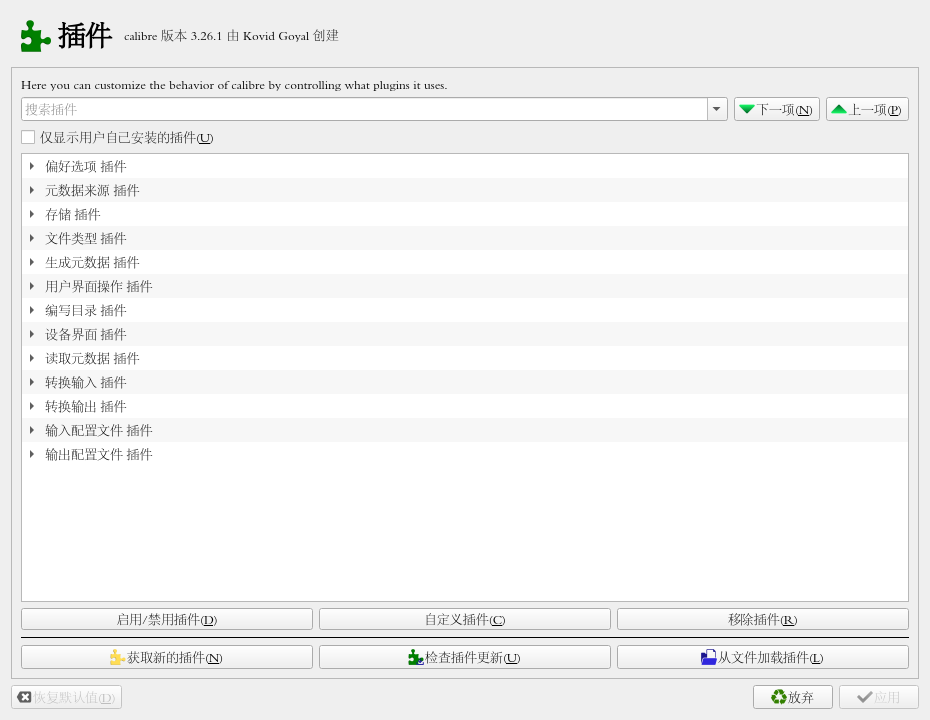 插件 calibre 版本 3.26.1 由 Kovid Goyal 创建
Here you can customize the behavior of calibre by controlling what plugins it uses.
搜索插件 下一项(N) 上一项(P)
仅显示用户自己安装的插件(U)
偏好选项 插件
元数据来源 插件
存储 插件
文件类型 插件
生成元数据 插件
用户界面操作 插件
编写目录 插件
设备界面 插件
读取元数据 插件
转换输入 插件
转换输出 插件
输入配置文件 插件
输出配置文件 插件
启用/禁用插件(D) 自定义插件(C) 移除插件(R)
获取新的插件(N) 检查插件更新(U) 从文件加载插件(L)
恢复默认值(D) 放弃 应用